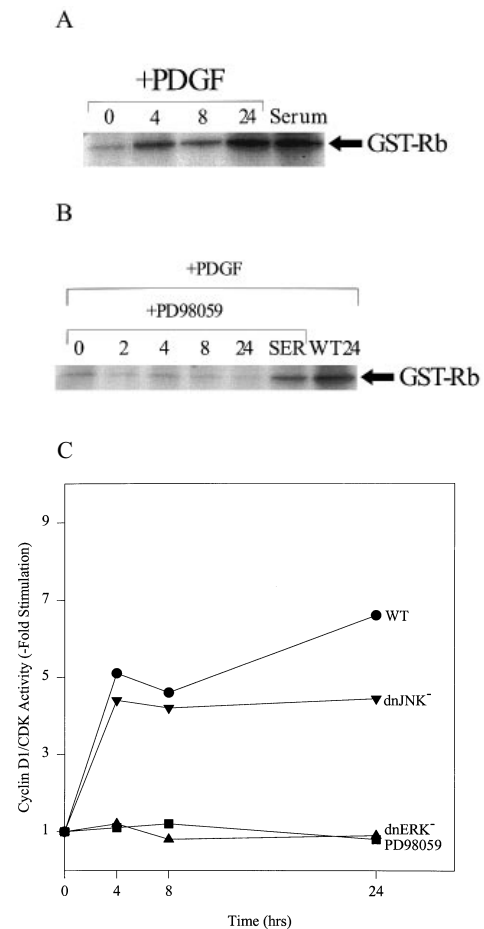 A
+PDGF
0 4 8 24 Serum
GST-Rb
B
+PDGF
+PD98059
0 2 4 8 24 SER WT24
GST-Rb
C
Cyclin D1/CDK Activity (-Fold Stimulation)
9
7
5
3
1
WT
dnJNK⁻
dnERK⁻
PD98059
0 4 8 24
Time (hrs)